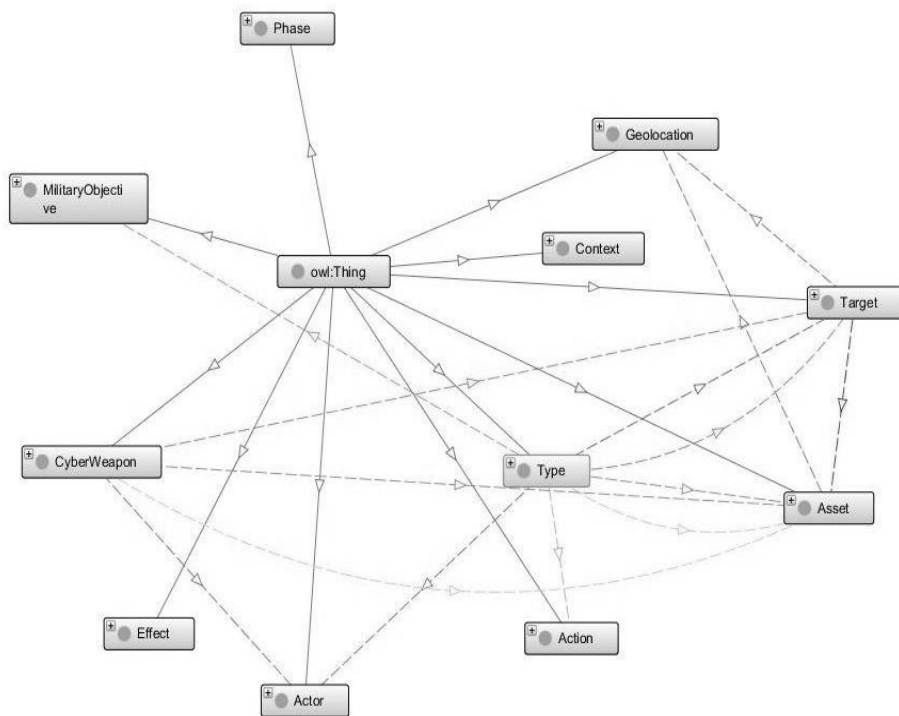 Phase
Geolocation
MilitaryObjecti
ve
Context
owl:Thing
Target
CyberWeapon
Type
Asset
Effect
Action
Actor